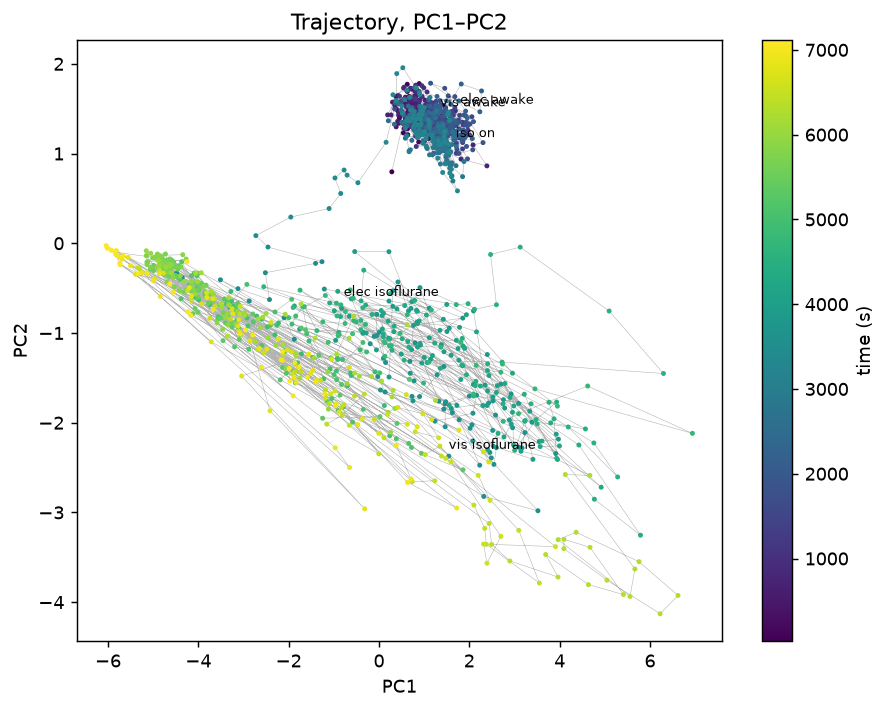 Trajectory, PC1–PC2
2
1
0
−1
−2
−3
−4
PC2
−6
−4
−2
0
2
4
6
PC1
elec awake
vis awake
iso on
elec isoflurane
vis isoflurane
7000
6000
5000
4000
3000
2000
1000
time (s)